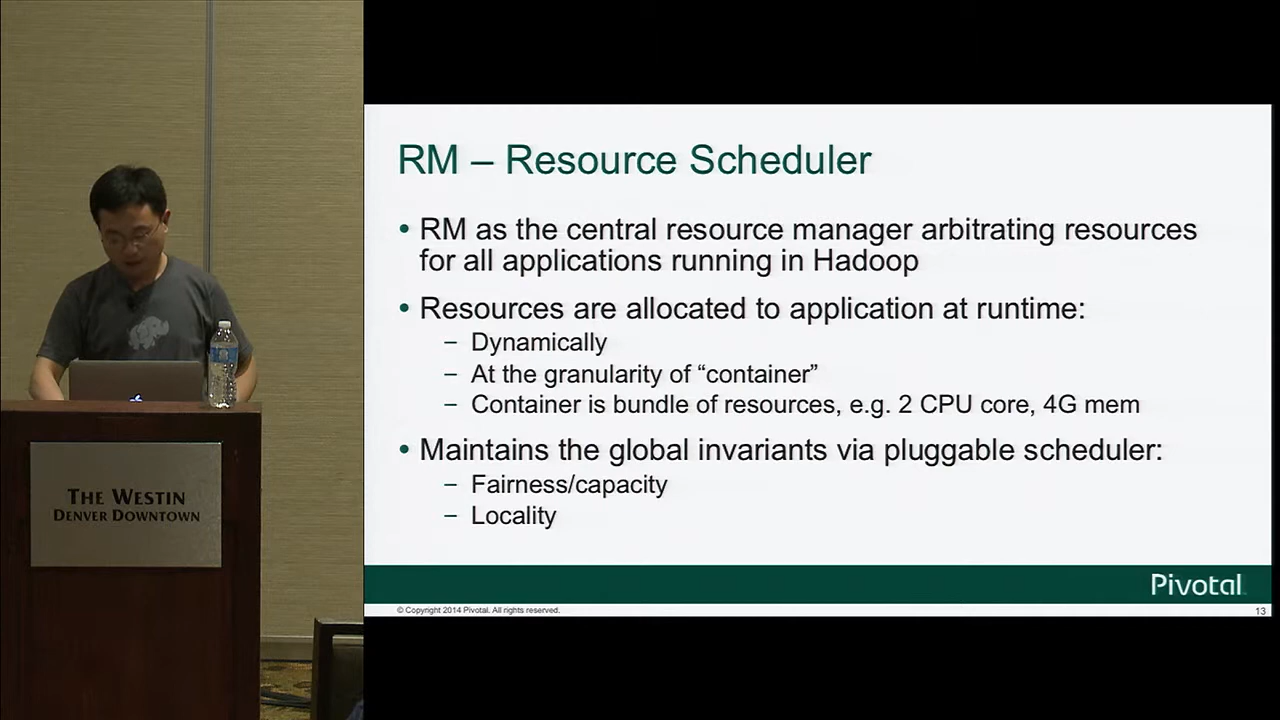 RM – Resource Scheduler
• RM as the central resource manager arbitrating resources
for all applications running in Hadoop
• Resources are allocated to application at runtime:
– Dynamically
– At the granularity of “container”
– Container is bundle of resources, e.g. 2 CPU core, 4G mem
• Maintains the global invariants via pluggable scheduler:
– Fairness/capacity
– Locality
Pivotal
© Copyright 2014 Pivotal. All rights reserved.
13
THE WESTIN
DENVER DOWNTOWN